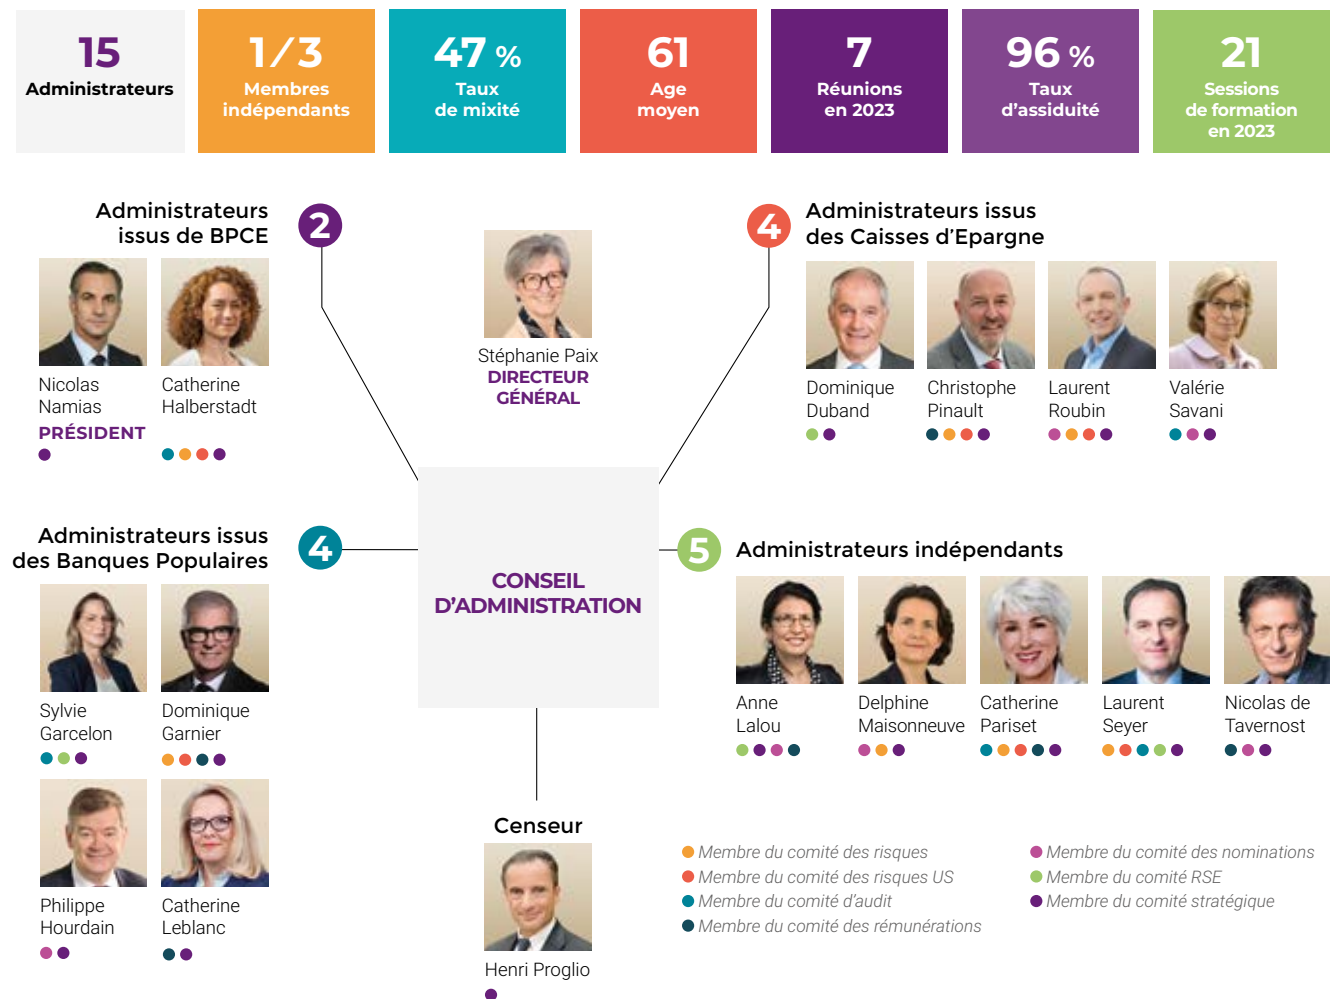 15
Administrateurs
1/3
Membres
indépendants
47 %
Taux
de mixité
61
Age
moyen
7
Réunions
en 2023
96 %
Taux
d'assiduité
21
Sessions
de formation
en 2023
Administrateurs
issus de BPCE
2
Nicolas
Namias
PRÉSIDENT
Catherine
Halberstadt
Stéphanie Paix
DIRECTEUR
GÉNÉRAL
4
Administrateurs issus
des Caisses d'Epargne
Dominique
Duband
Christophe
Pinault
Laurent
Roubin
Valérie
Savani
Administrateurs issus
des Banques Populaires
4
Sylvie
Garcelon
Dominique
Garnier
Philippe
Hourdain
Catherine
Leblanc
CONSEIL
D'ADMINISTRATION
5
Administrateurs indépendants
Anne
Lalou
Delphine
Maisonneuve
Catherine
Pariset
Laurent
Seyer
Nicolas de
Tavernost
Censeur
Henri Proglio
Membre du comité des risques
Membre du comité des risques US
Membre du comité d'audit
Membre du comité des rémunérations
Membre du comité des nominations
Membre du comité RSE
Membre du comité stratégique